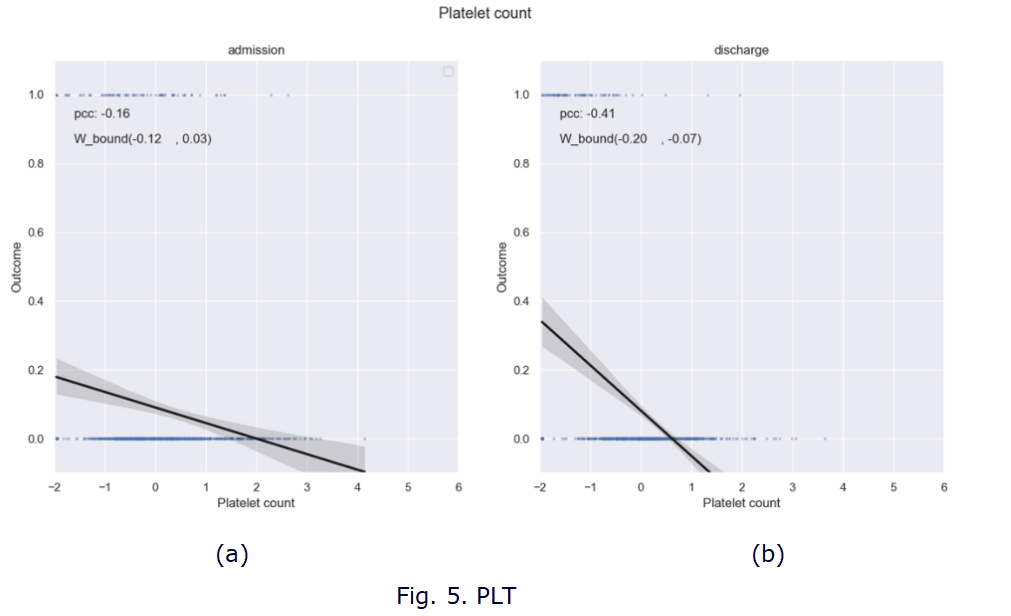 Platelet count
admission
1.0
pcc: -0.16
W_bound(-0.12 , 0.03)
0.8
0.6
Outcome
0.4
0.2
0.0
−2 −1 0 1 2 3 4 5 6
Platelet count
(a)
discharge
1.0
pcc: -0.41
W_bound(-0.20 , -0.07)
0.8
0.6
Outcome
0.4
0.2
0.0
−2 −1 0 1 2 3 4 5 6
Platelet count
(b)
Fig. 5. PLT